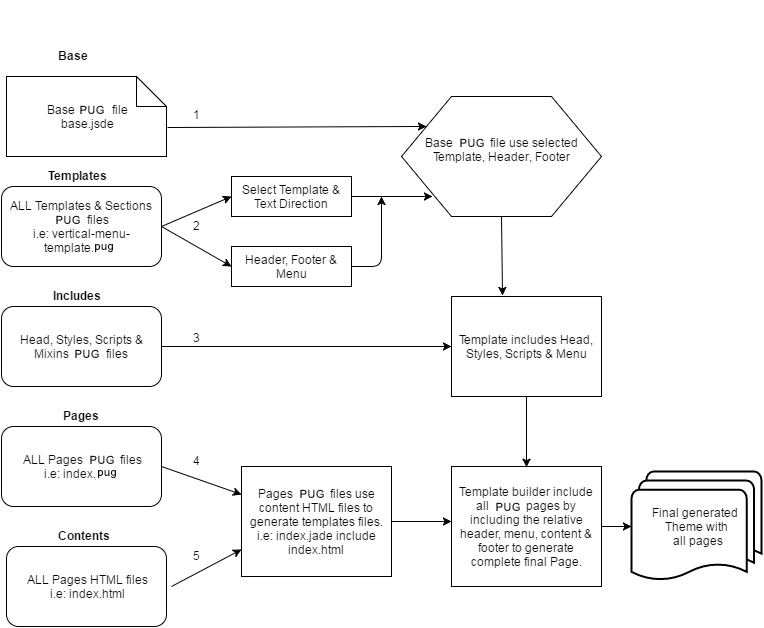 Base
Base PUG file
base.jsde
1
Base PUG file use selected
Template, Header, Footer
Templates
ALL Templates & Sections
PUG files
i.e: vertical-menu-
template.pug
2
Select Template &
Text Direction
Header, Footer &
Menu
Includes
Head, Styles, Scripts &
Mixins PUG files
3
Template includes Head,
Styles, Scripts & Menu
Pages
ALL Pages PUG files
i.e: index.pug
4
Contents
ALL Pages HTML files
i.e: index.html
5
Pages PUG files use
content HTML files to
generate templates files.
i.e: index.jade include
index.html
Template builder include
all PUG pages by
including the relative
header, menu, content &
footer to generate
complete final Page.
Final generated
Theme with
all pages